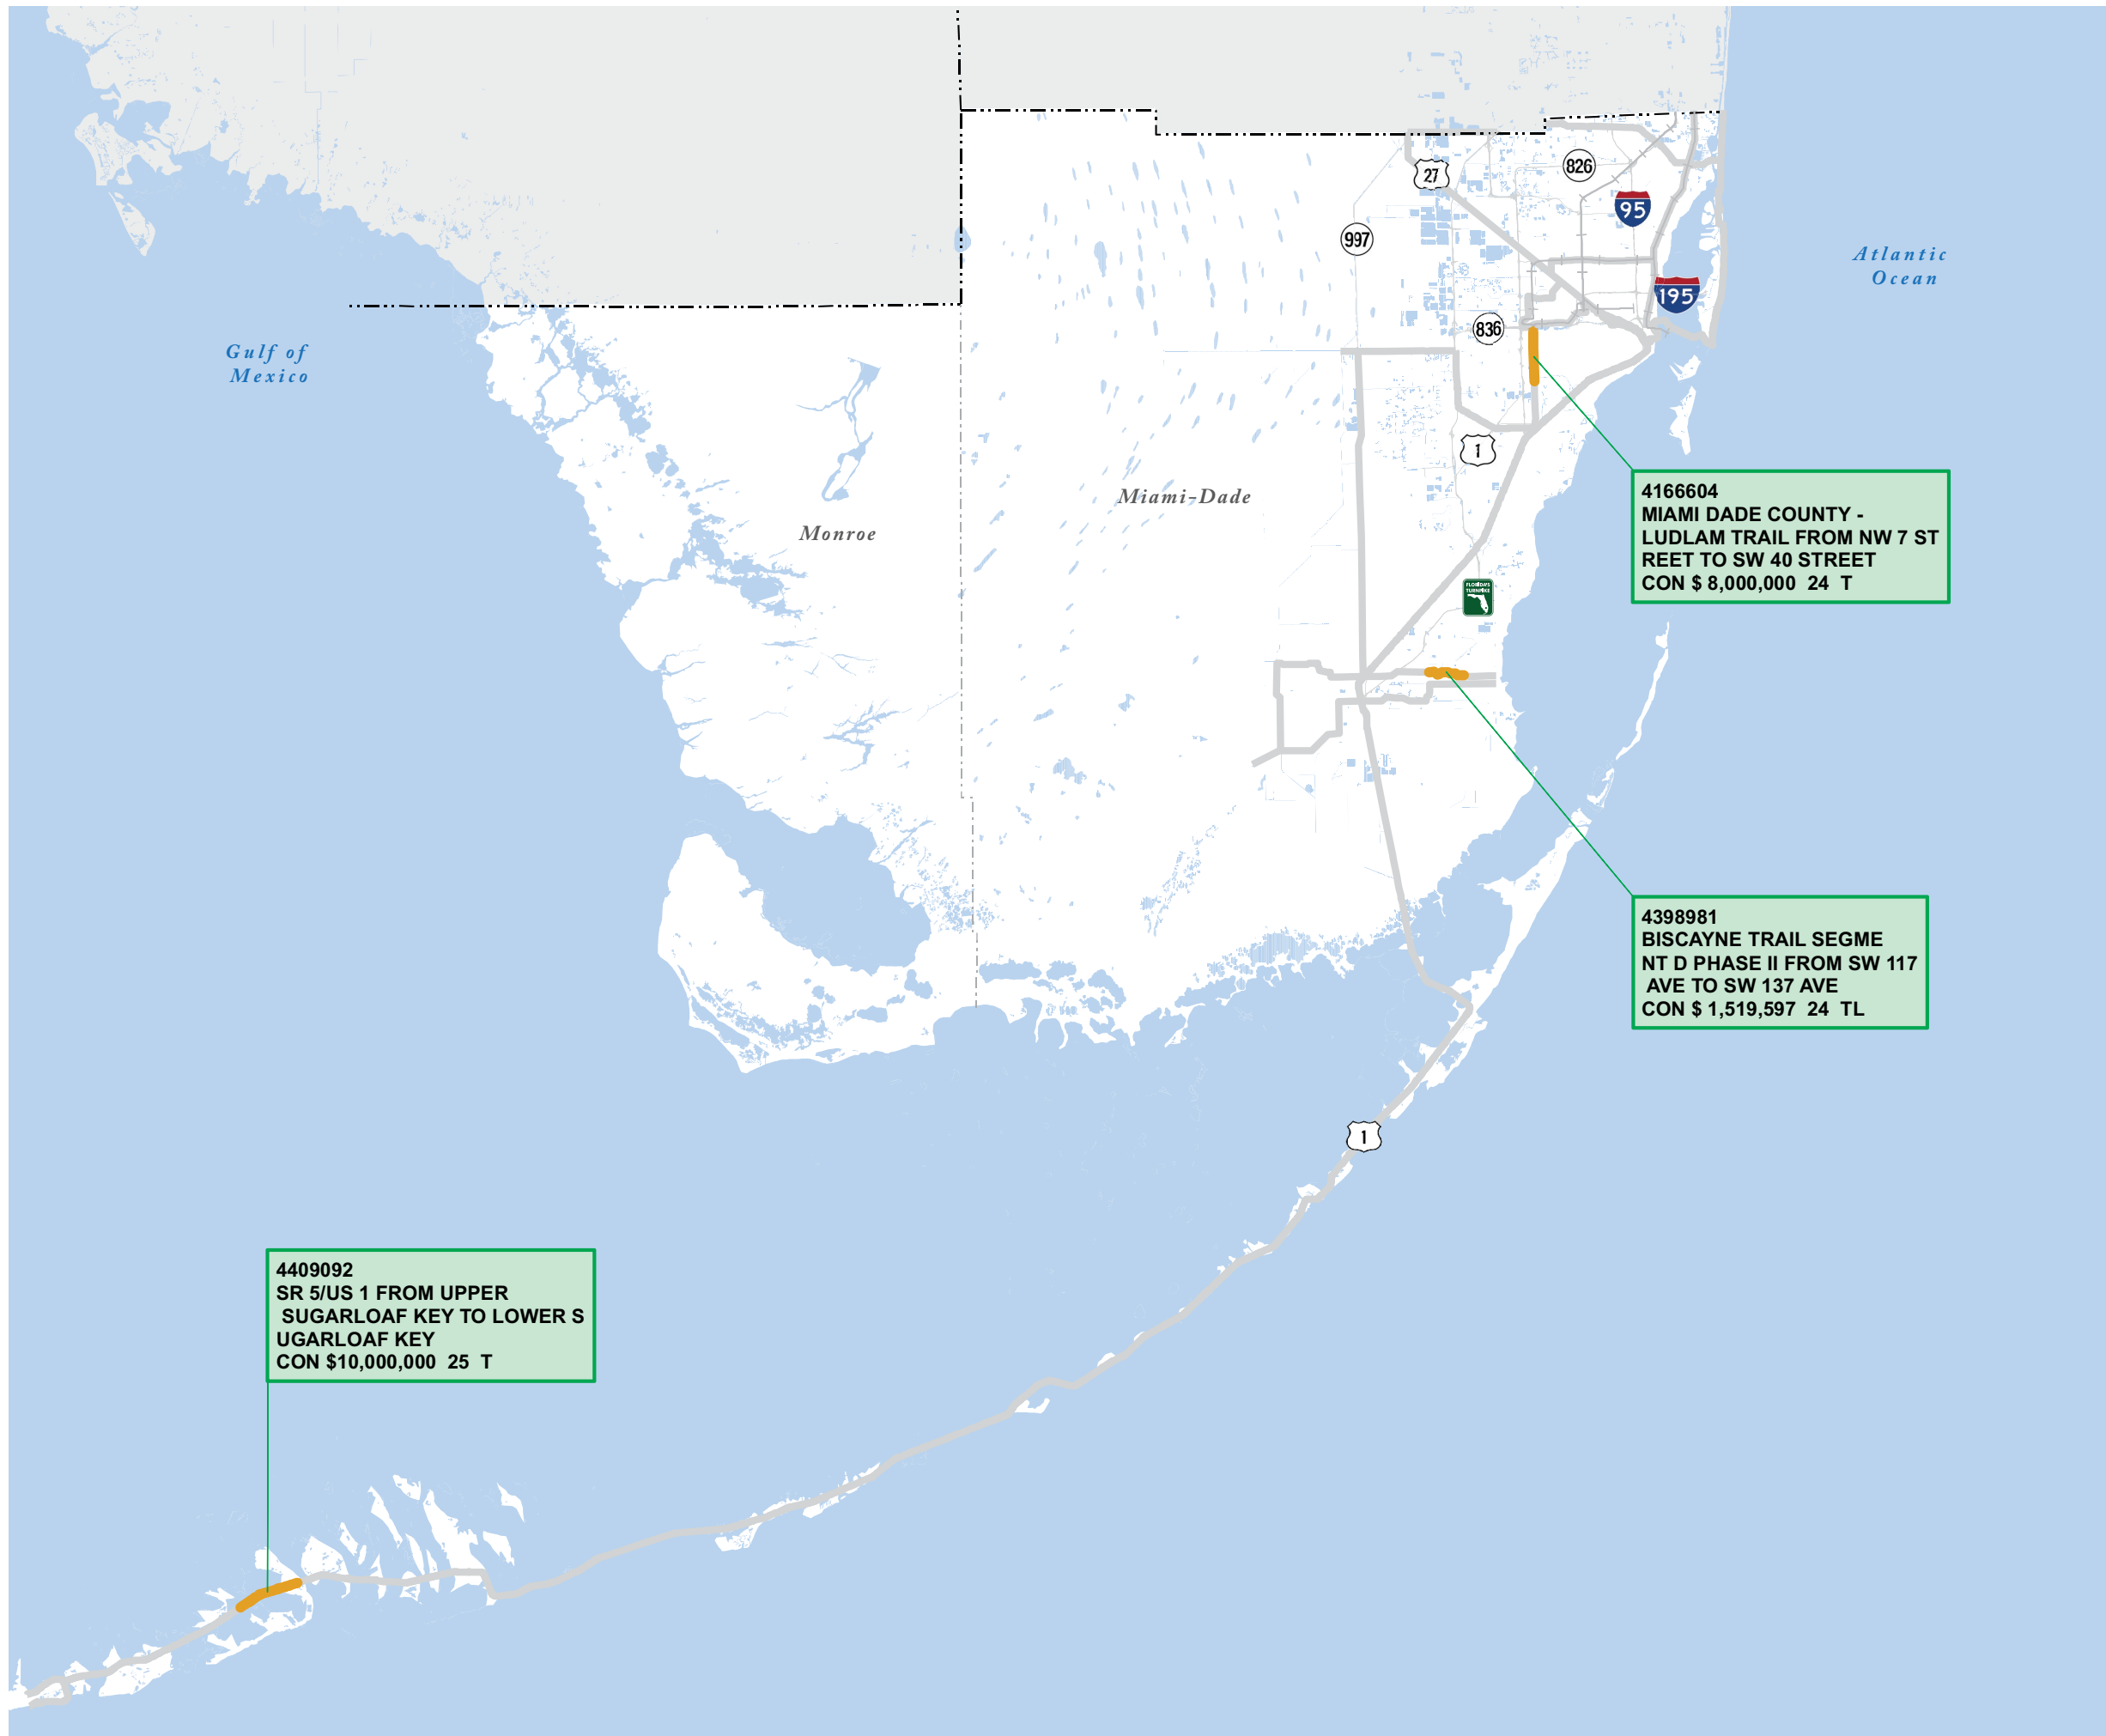 27
826
95
997
Atlantic
Ocean
195
836
Gulf of
Mexico
1
Miami-Dade
Monroe
4166604
MIAMI DADE COUNTY -
LUDLAM TRAIL FROM NW 7 ST
REET TO SW 40 STREET
CON $ 8,000,000  24  T
FLORIDA'S
TURNPIKE
4398981
BISCAYNE TRAIL SEGME
NT D PHASE II FROM SW 117
AVE TO SW 137 AVE
CON $ 1,519,597  24  TL
1
4409092
SR 5/US 1 FROM UPPER
SUGARLOAF KEY TO LOWER S
UGARLOAF KEY
CON $10,000,000  25  T